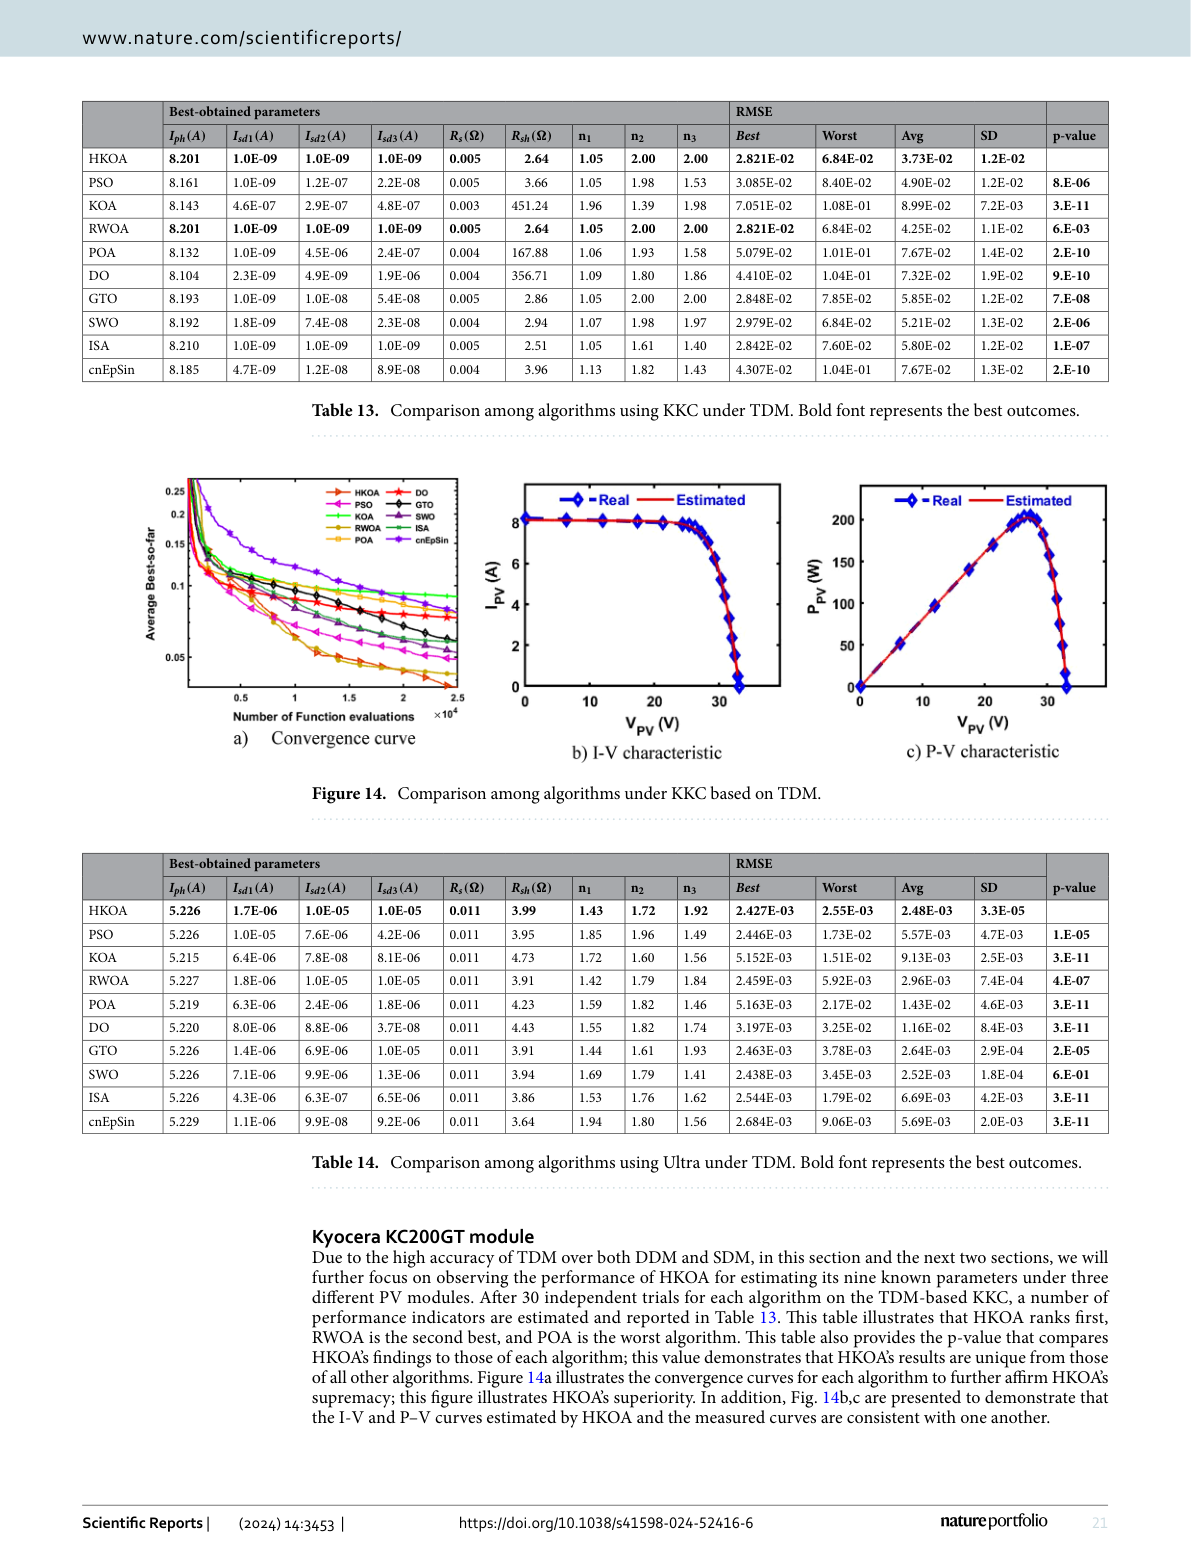 www.nature.com/scientificreports/
Best-obtained parameters RMSE
Iph(A) Isd1(A) Isd2(A) Isd3(A) Rs(Ω) Rsh(Ω) n1 n2 n3 Best Worst Avg SD p-value
HKOA 8.201 1.0E-09 1.0E-09 1.0E-09 0.005 2.64 1.05 2.00 2.00 2.821E-02 6.84E-02 3.73E-02 1.2E-02
PSO 8.161 1.0E-09 1.2E-07 2.2E-08 0.005 3.66 1.05 1.98 1.53 3.085E-02 8.40E-02 4.90E-02 1.2E-02 8.E-06
KOA 8.143 4.6E-07 2.9E-07 4.8E-07 0.003 451.24 1.96 1.39 1.98 7.051E-02 1.08E-01 8.99E-02 7.2E-03 3.E-11
RWOA 8.201 1.0E-09 1.0E-09 1.0E-09 0.005 2.64 1.05 2.00 2.00 2.821E-02 6.84E-02 4.25E-02 1.1E-02 6.E-03
POA 8.132 1.0E-09 4.5E-06 2.4E-07 0.004 167.88 1.06 1.93 1.58 5.079E-02 1.01E-01 7.67E-02 1.4E-02 2.E-10
DO 8.104 2.3E-09 4.9E-09 1.9E-06 0.004 356.71 1.09 1.80 1.86 4.410E-02 1.04E-01 7.32E-02 1.9E-02 9.E-10
GTO 8.193 1.0E-09 1.0E-08 5.4E-08 0.005 2.86 1.05 2.00 2.00 2.848E-02 7.85E-02 5.85E-02 1.2E-02 7.E-08
SWO 8.192 1.8E-09 7.4E-08 2.3E-08 0.004 2.94 1.07 1.98 1.97 2.979E-02 6.84E-02 5.21E-02 1.3E-02 2.E-06
ISA 8.210 1.0E-09 1.0E-09 1.0E-09 0.005 2.51 1.05 1.61 1.40 2.842E-02 7.60E-02 5.80E-02 1.2E-02 1.E-07
cnEpSin 8.185 4.7E-09 1.2E-08 8.9E-08 0.004 3.96 1.13 1.82 1.43 4.307E-02 1.04E-01 7.67E-02 1.3E-02 2.E-10
Table 13. Comparison among algorithms using KKC under TDM. Bold font represents the best outcomes.
Average Best-so-far
0.25
0.2
0.15
0.1
0.05
HKOA DO
PSO GTO
KOA SWO
RWOA ISA
POA cnEpSin
0.5 1 1.5 2 2.5
Number of Function evaluations ×10^4
a) Convergence curve
Real Estimated
IPV (A)
8
6
4
2
0
0 10 20 30
VPV (V)
b) I-V characteristic
Real Estimated
PPV (W)
200
150
100
50
0
0 10 20 30
VPV (V)
c) P-V characteristic
Figure 14. Comparison among algorithms under KKC based on TDM.
Best-obtained parameters RMSE
Iph(A) Isd1(A) Isd2(A) Isd3(A) Rs(Ω) Rsh(Ω) n1 n2 n3 Best Worst Avg SD p-value
HKOA 5.226 1.7E-06 1.0E-05 1.0E-05 0.011 3.99 1.43 1.72 1.92 2.427E-03 2.55E-03 2.48E-03 3.3E-05
PSO 5.226 1.0E-05 7.6E-06 4.2E-06 0.011 3.95 1.85 1.96 1.49 2.446E-03 1.73E-02 5.57E-03 4.7E-03 1.E-05
KOA 5.215 6.4E-06 7.8E-08 8.1E-06 0.011 4.73 1.72 1.60 1.56 5.152E-03 1.51E-02 9.13E-03 2.5E-03 3.E-11
RWOA 5.227 1.8E-06 1.0E-05 1.0E-05 0.011 3.91 1.42 1.79 1.84 2.459E-03 5.92E-03 2.96E-03 7.4E-04 4.E-07
POA 5.219 6.3E-06 2.4E-06 1.8E-06 0.011 4.23 1.59 1.82 1.46 5.163E-03 2.17E-02 1.43E-02 4.6E-03 3.E-11
DO 5.220 8.0E-06 8.8E-06 3.7E-08 0.011 4.43 1.55 1.82 1.74 3.197E-03 3.25E-02 1.16E-02 8.4E-03 3.E-11
GTO 5.226 1.4E-06 6.9E-06 1.0E-05 0.011 3.91 1.44 1.61 1.93 2.463E-03 3.78E-03 2.64E-03 2.9E-04 2.E-05
SWO 5.226 7.1E-06 9.9E-06 1.3E-06 0.011 3.94 1.69 1.79 1.41 2.438E-03 3.45E-03 2.52E-03 1.8E-04 6.E-01
ISA 5.226 4.3E-06 6.3E-07 6.5E-06 0.011 3.86 1.53 1.76 1.62 2.544E-03 1.79E-02 6.69E-03 4.2E-03 3.E-11
cnEpSin 5.229 1.1E-06 9.9E-08 9.2E-06 0.011 3.64 1.94 1.80 1.56 2.684E-03 9.06E-03 5.69E-03 2.0E-03 3.E-11
Table 14. Comparison among algorithms using Ultra under TDM. Bold font represents the best outcomes.
Kyocera KC200GT module
Due to the high accuracy of TDM over both DDM and SDM, in this section and the next two sections, we will
further focus on observing the performance of HKOA for estimating its nine known parameters under three
different PV modules. After 30 independent trials for each algorithm on the TDM-based KKC, a number of
performance indicators are estimated and reported in Table 13. This table illustrates that HKOA ranks first,
RWOA is the second best, and POA is the worst algorithm. This table also provides the p-value that compares
HKOA's findings to those of each algorithm; this value demonstrates that HKOA's results are unique from those
of all other algorithms. Figure 14a illustrates the convergence curves for each algorithm to further affirm HKOA's
supremacy; this figure illustrates HKOA's superiority. In addition, Fig. 14b,c are presented to demonstrate that
the I-V and P–V curves estimated by HKOA and the measured curves are consistent with one another.
Scientific Reports | (2024) 14:3453 | https://doi.org/10.1038/s41598-024-52416-6 natureportfolio 21